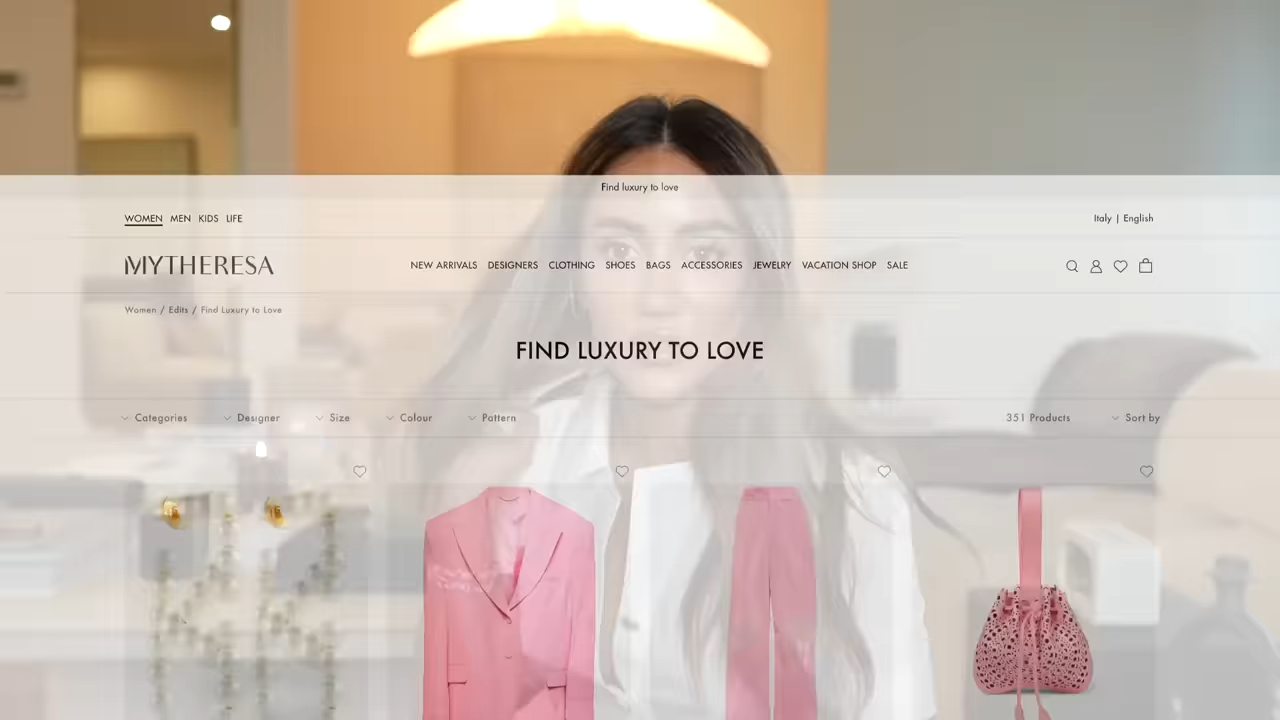 Find luxury to love
WOMEN MEN KIDS LIFE
Italy | English
MYTHERESA
NEW ARRIVALS DESIGNERS CLOTHING SHOES BAGS ACCESSORIES JEWELRY VACATION SHOP SALE
Women / Edits / Find Luxury to Love
FIND LUXURY TO LOVE
Categories Designer Size Colour Pattern
351 Products Sort by